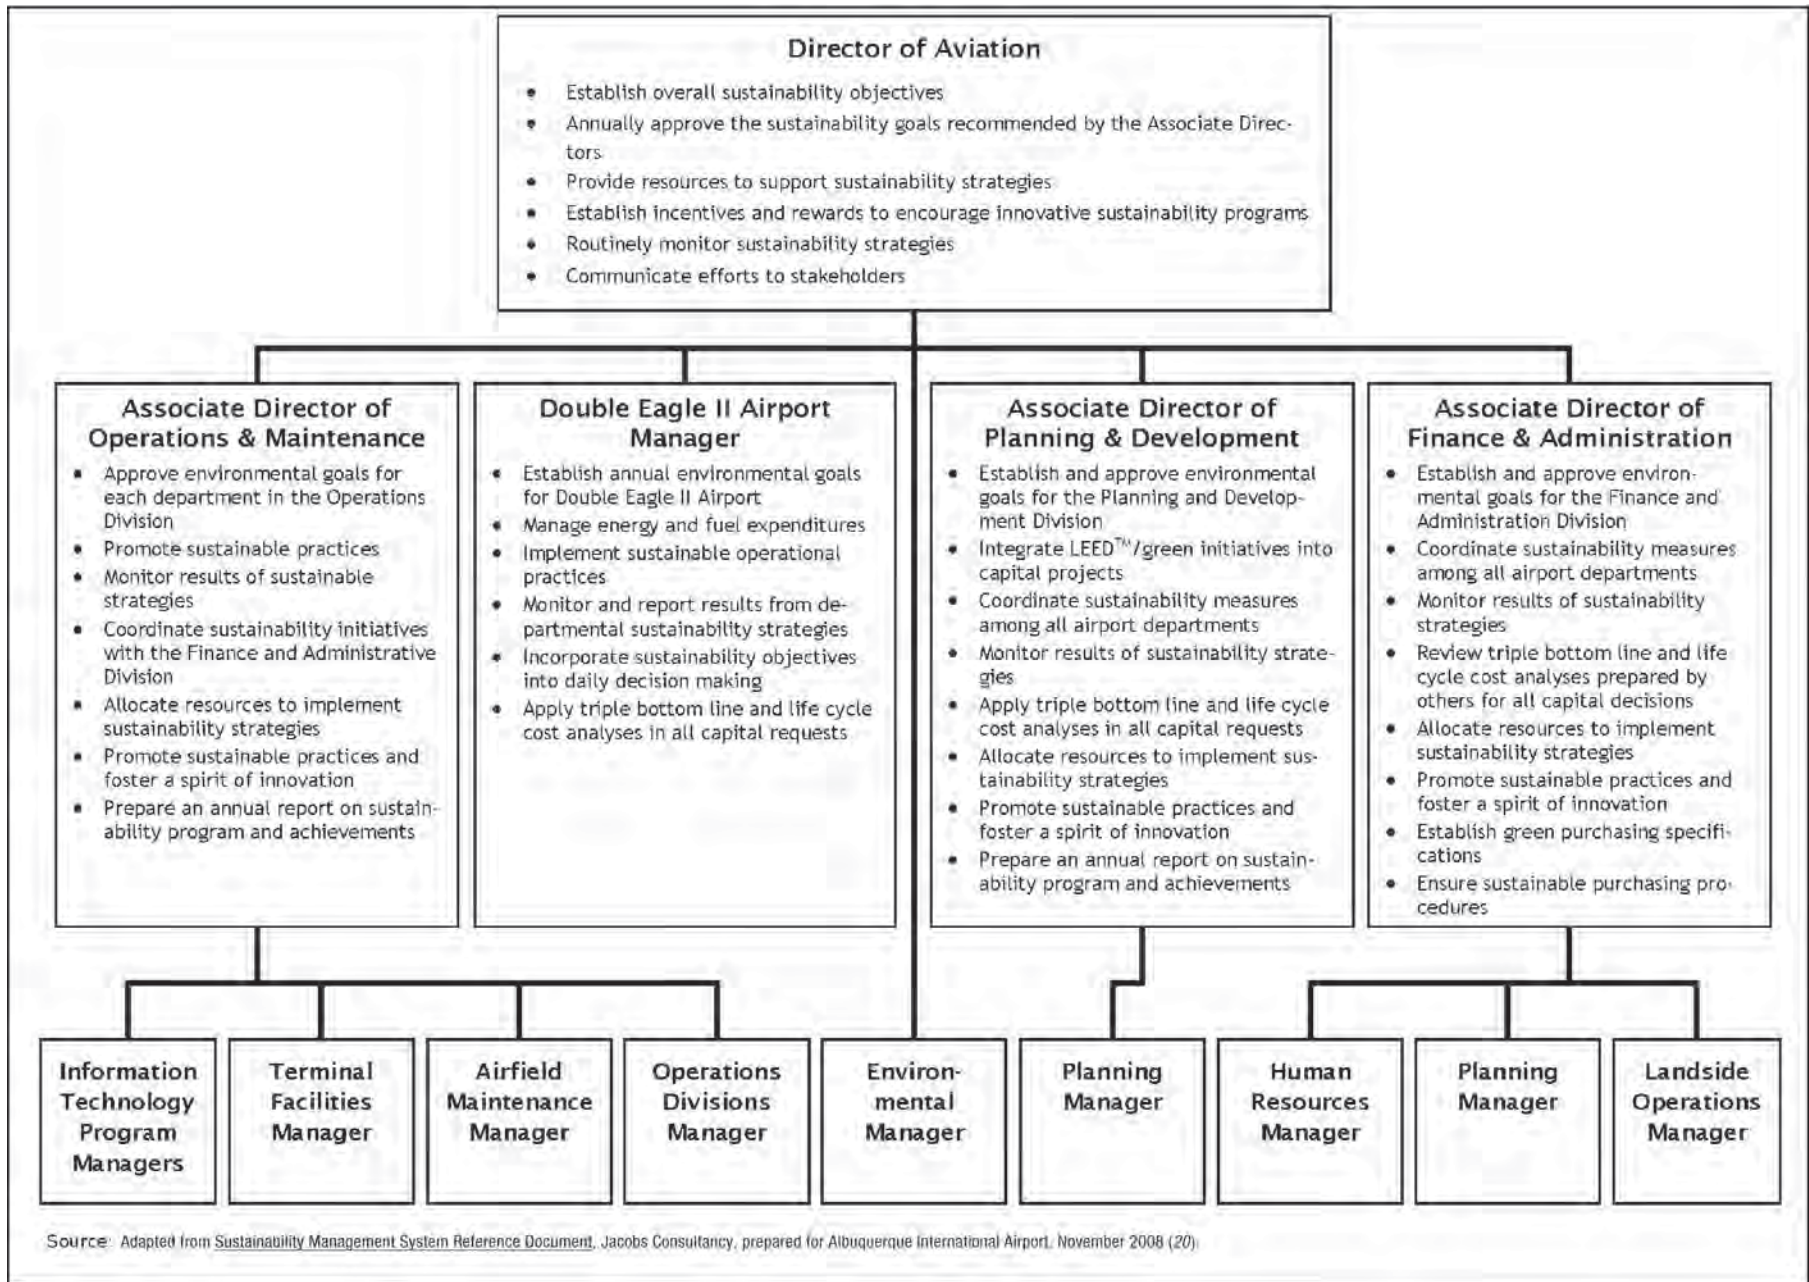 Director of Aviation
• Establish overall sustainability objectives
• Annually approve the sustainability goals recommended by the Associate Direc-
tors
• Provide resources to support sustainability strategies
• Establish incentives and rewards to encourage innovative sustainability programs
• Routinely monitor sustainability strategies
• Communicate efforts to stakeholders
Associate Director of
Operations & Maintenance
▪ Approve environmental goals for
each department in the Operations
Division
• Promote sustainable practices
▪ Monitor results of sustainable
strategies
• Coordinate sustainability initiatives
with the Finance and Administrative
Division
▪ Allocate resources to implement
sustainability strategies
• Promote sustainable practices and
foster a spirit of innovation
▪ Prepare an annual report on sustain-
ability program and achievements
Double Eagle II Airport
Manager
• Establish annual environmental goals
for Double Eagle II Airport
• Manage energy and fuel expenditures
• Implement sustainable operational
practices
• Monitor and report results from de-
partmental sustainability strategies
• Incorporate sustainability objectives
into daily decision making
• Apply triple bottom line and life cycle
cost analyses in all capital requests
Associate Director of
Planning & Development
• Establish and approve environmental
goals for the Planning and Develop-
ment Division
• Integrate LEED™/green initiatives into
capital projects
• Coordinate sustainability measures
among all airport departments
• Monitor results of sustainability strate-
gies
• Apply triple bottom line and life cycle
cost analyses in all capital requests
• Allocate resources to implement sus-
tainability strategies
• Promote sustainable practices and
foster a spirit of innovation
• Prepare an annual report on sustain-
ability program and achievements
Associate Director of
Finance & Administration
• Establish and approve environ-
mental goals for the Finance and
Administration Division
• Coordinate sustainability measures
among all airport departments
• Monitor results of sustainability
strategies
• Review triple bottom line and life
cycle cost analyses prepared by
others for all capital decisions
• Allocate resources to implement
sustainability strategies
• Promote sustainable practices and
foster a spirit of innovation
• Establish green purchasing specifi-
cations
• Ensure sustainable purchasing pro-
cedures
Information
Technology
Program
Managers
Terminal
Facilities
Manager
Airfield
Maintenance
Manager
Operations
Divisions
Manager
Environ-
mental
Manager
Planning
Manager
Human
Resources
Manager
Planning
Manager
Landside
Operations
Manager
Source: Adapted from Sustainability Management System Reference Document, Jacobs Consultancy, prepared for Albuquerque International Airport, November 2008 (20).